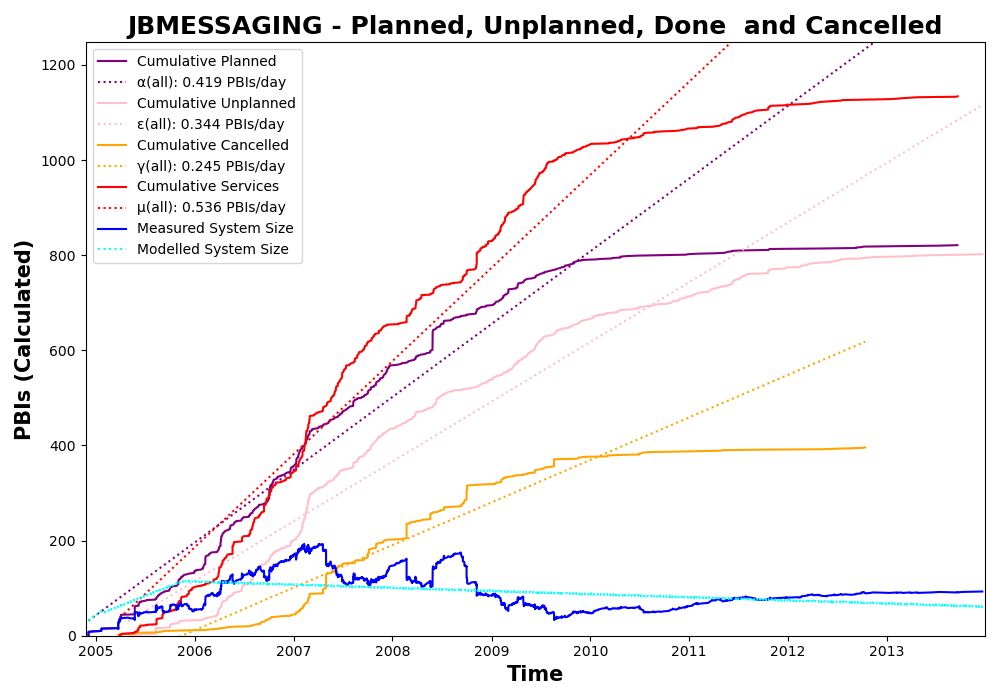 JBMESSAGING - Planned, Unplanned, Done  and Cancelled
Cumulative Planned
α(all): 0.419 PBIs/day
Cumulative Unplanned
ε(all): 0.344 PBIs/day
Cumulative Cancelled
γ(all): 0.245 PBIs/day
Cumulative Services
μ(all): 0.536 PBIs/day
Measured System Size
Modelled System Size
PBIs (Calculated)
1200
1000
800
600
400
200
0
2005 2006 2007 2008 2009 2010 2011 2012 2013
Time